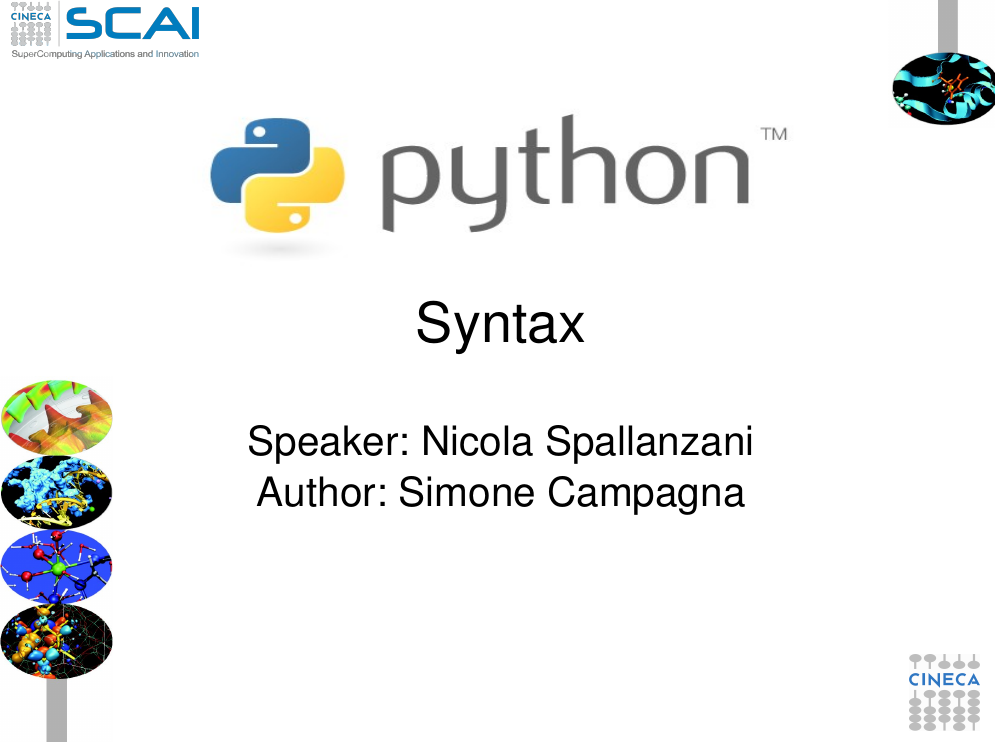 CINECA
SCAI
SuperComputing Applications and Innovation
python™
Syntax
Speaker: Nicola Spallanzani
Author: Simone Campagna
CINECA